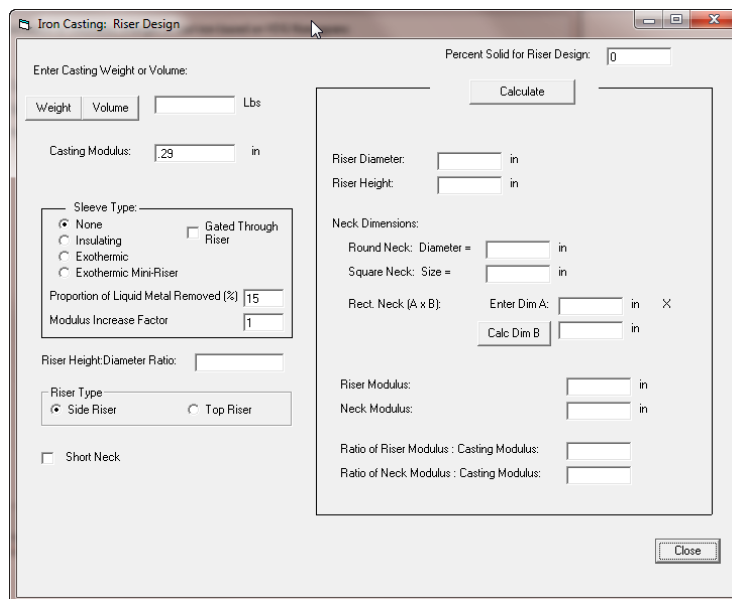 Iron Casting: Riser Design
Percent Solid for Riser Design: 0
Enter Casting Weight or Volume:
Weight Volume Lbs
Calculate
Casting Modulus: .29 in
Riser Diameter: in
Riser Height: in
Sleeve Type:
None
Gated Through Riser
Insulating
Exothermic
Exothermic Mini-Riser
Proportion of Liquid Metal Removed (%) 15
Modulus Increase Factor 1
Neck Dimensions:
Round Neck: Diameter = in
Square Neck: Size = in
Rect. Neck (A x B): Enter Dim A: in X
Calc Dim B in
Riser Height:Diameter Ratio:
Riser Type
Side Riser Top Riser
Short Neck
Riser Modulus: in
Neck Modulus: in
Ratio of Riser Modulus : Casting Modulus:
Ratio of Neck Modulus : Casting Modulus:
Close